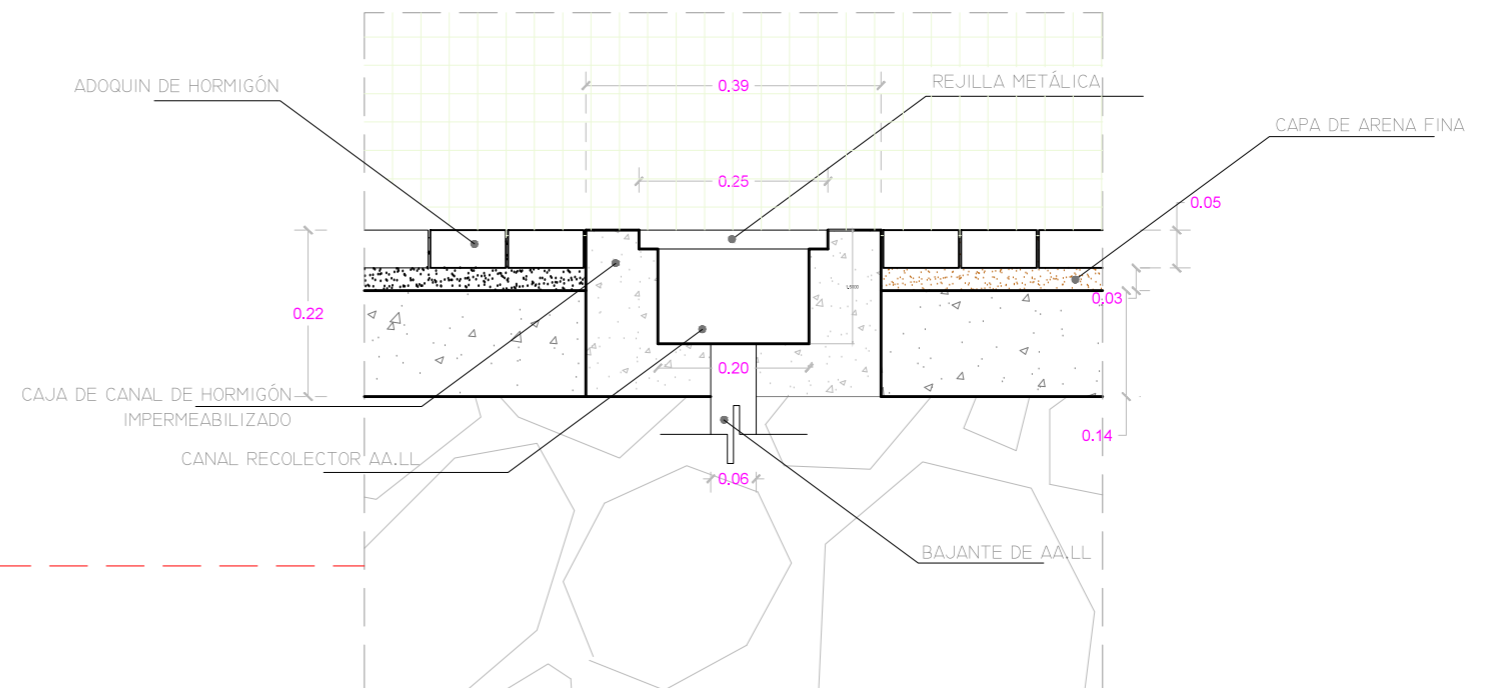 ADOQUIN DE HORMIGÓN
0.39
REJILLA METÁLICA
CAPA DE ARENA FINA
0.25
0.05
0.03
0.22
0.20
CAJA DE CANAL DE HORMIGÓN
IMPERMEABILIZADO
0.14
CANAL RECOLECTOR AA.LL
0.06
BAJANTE DE AA.LL